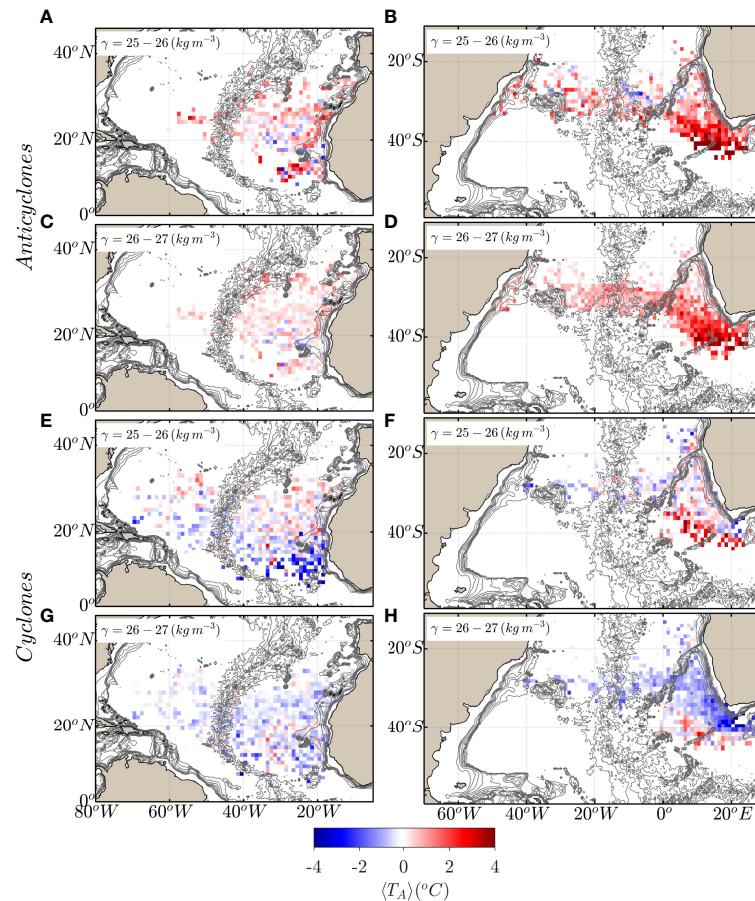 A
B
γ = 25 − 26 (kg m⁻³)
γ = 25 − 26 (kg m⁻³)
40°N
20°N
0°
20°S
40°S
Anticyclones
C
D
γ = 26 − 27 (kg m⁻³)
γ = 26 − 27 (kg m⁻³)
40°N
20°N
0°
20°S
40°S
E
F
γ = 25 − 26 (kg m⁻³)
γ = 25 − 26 (kg m⁻³)
40°N
20°N
0°
20°S
40°S
Cyclones
G
H
γ = 26 − 27 (kg m⁻³)
γ = 26 − 27 (kg m⁻³)
40°N
20°N
0°
20°S
40°S
80°W 60°W 40°W 20°W
60°W 40°W 20°W 0° 20°E
-4 -2 0 2 4
⟨T_A⟩(°C)